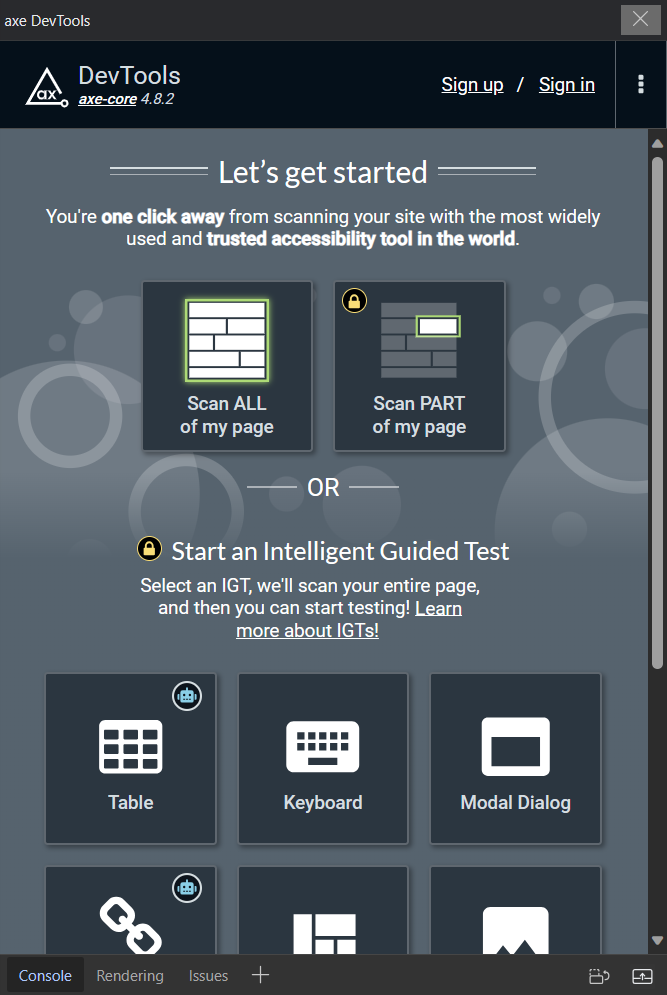 axe DevTools
DevTools
axe-core 4.8.2
Sign up / Sign in
ax
Let's get started
You're one click away from scanning your site with the most widely
used and trusted accessibility tool in the world.
Scan ALL
of my page
Scan PART
of my page
OR
Start an Intelligent Guided Test
Select an IGT, we'll scan your entire page,
and then you can start testing! Learn
more about IGTs!
Table
Keyboard
Modal Dialog
Console
Rendering
Issues